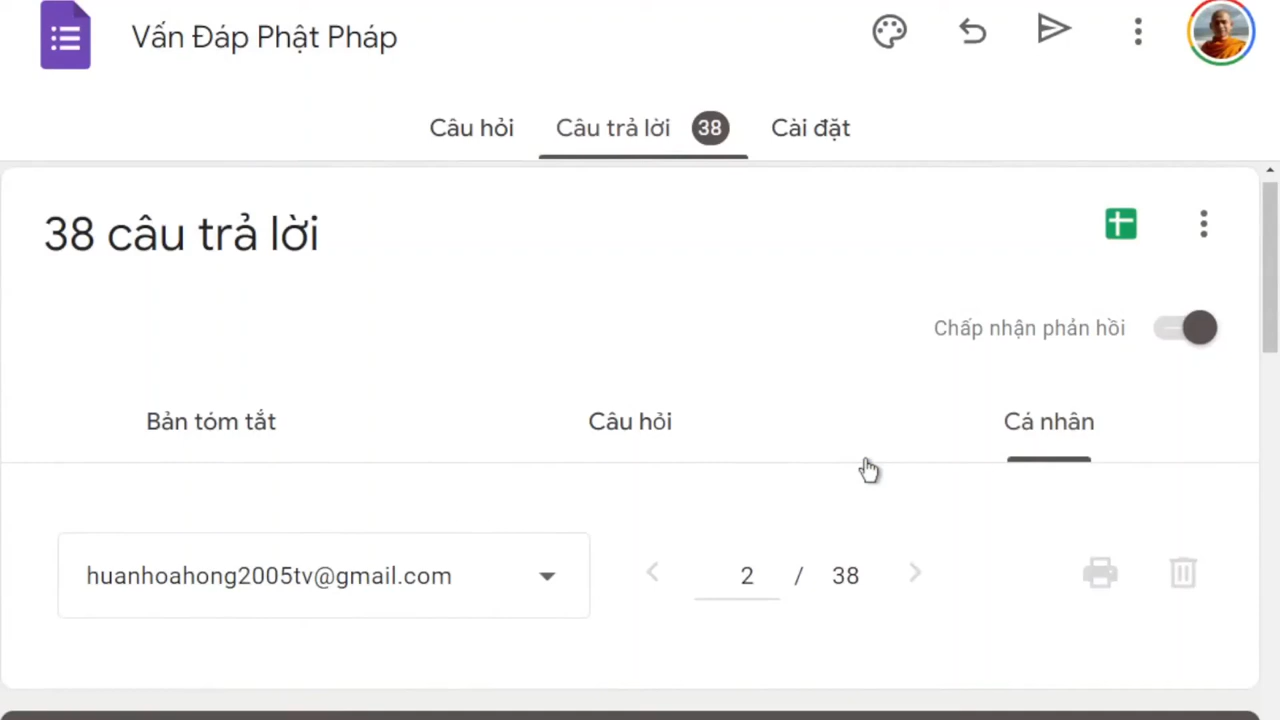 Vấn Đáp Phật Pháp
Câu hỏi
Câu trả lời 38
Cài đặt
38 câu trả lời
Chấp nhận phản hồi
Bản tóm tắt
Câu hỏi
Cá nhân
huanhoahong2005tv@gmail.com
2 / 38